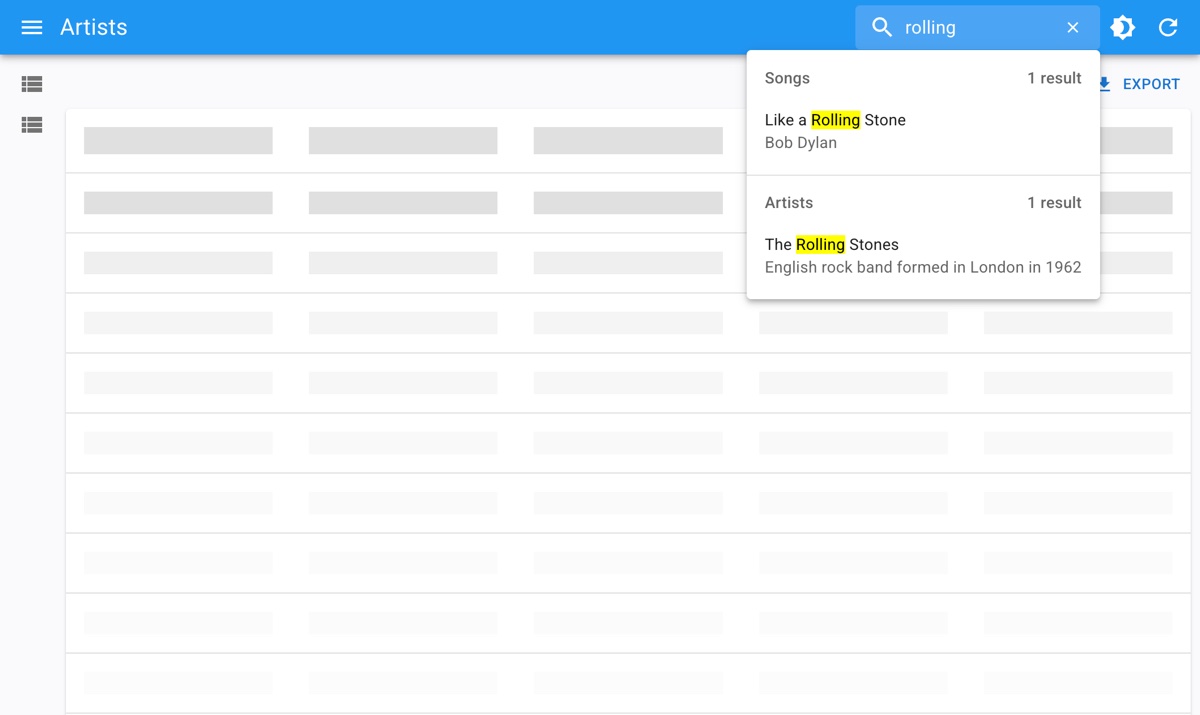 Artists
rolling
EXPORT
Songs 1 result
Like a Rolling Stone
Bob Dylan
Artists 1 result
The Rolling Stones
English rock band formed in London in 1962